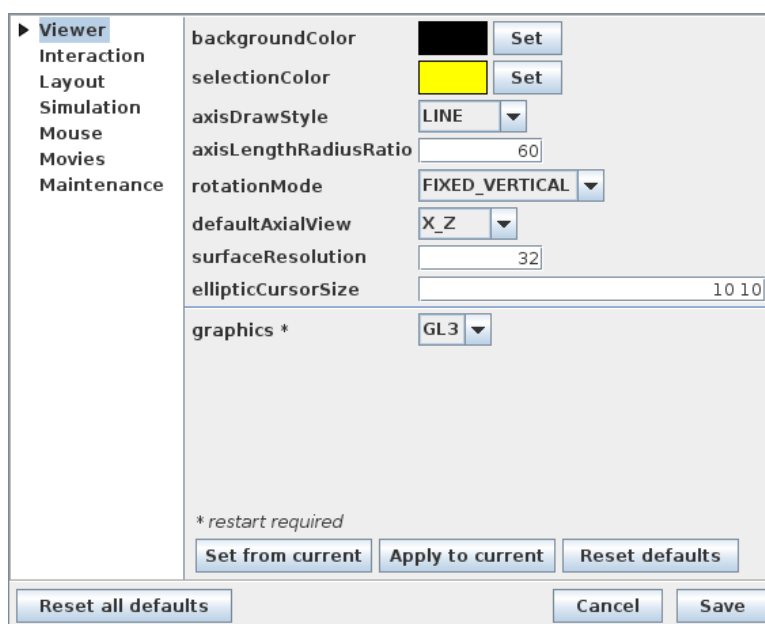 Viewer
Interaction
Layout
Simulation
Mouse
Movies
Maintenance
backgroundColor Set
selectionColor Set
axisDrawStyle LINE
axisLengthRadiusRatio 60
rotationMode FIXED_VERTICAL
defaultAxialView X_Z
surfaceResolution 32
ellipticCursorSize 10 10
graphics * GL3
* restart required
Set from current Apply to current Reset defaults
Reset all defaults Cancel Save